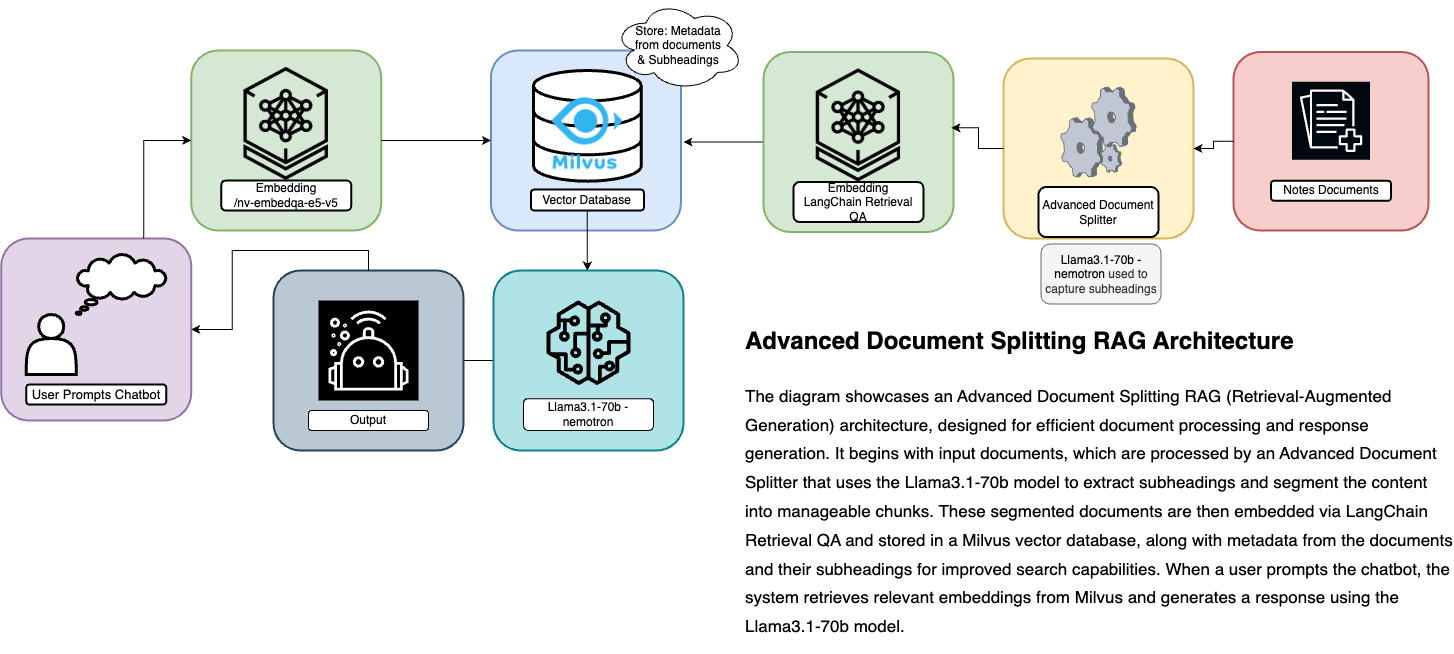 Store: Metadata
from documents
& Subheadings
Milvus
Embedding
/nv-embedqa-e5-v5
Vector Database
Embedding
LangChain Retrieval
QA
Advanced Document
Splitter
Notes Documents
Llama3.1-70b -
nemotron used to
capture subheadings
User Prompts Chatbot
Output
Llama3.1-70b -
nemotron
Advanced Document Splitting RAG Architecture
The diagram showcases an Advanced Document Splitting RAG (Retrieval-Augmented
Generation) architecture, designed for efficient document processing and response
generation. It begins with input documents, which are processed by an Advanced Document
Splitter that uses the Llama3.1-70b model to extract subheadings and segment the content
into manageable chunks. These segmented documents are then embedded via LangChain
Retrieval QA and stored in a Milvus vector database, along with metadata from the documents
and their subheadings for improved search capabilities. When a user prompts the chatbot, the
system retrieves relevant embeddings from Milvus and generates a response using the
Llama3.1-70b model.